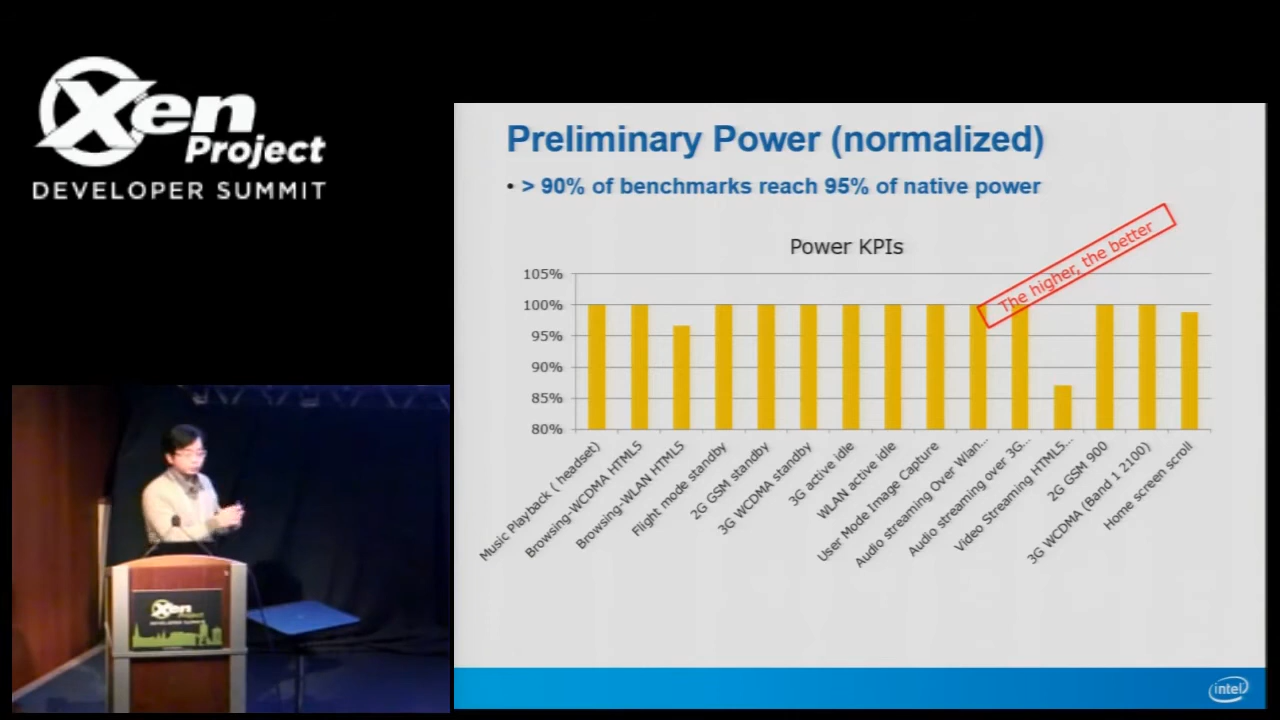 Xen
Project
DEVELOPER SUMMIT
Preliminary Power (normalized)
• > 90% of benchmarks reach 95% of native power
The higher, the better
Power KPIs
105%
100%
95%
90%
85%
80%
Music Playback ( headset)
Browsing-WCDMA HTML5
Browsing-WLAN HTML5
Flight mode standby
2G GSM standby
3G WCDMA standby
3G active idle
WLAN active idle
User Mode Image Capture
Audio streaming Over Wlan...
Audio streaming over 3G...
Video Streaming HTML5...
2G GSM 900
3G WCDMA (Band 1 2100)
Home screen scroll
intel
Xen
Project
DEVELOPER SUMMIT